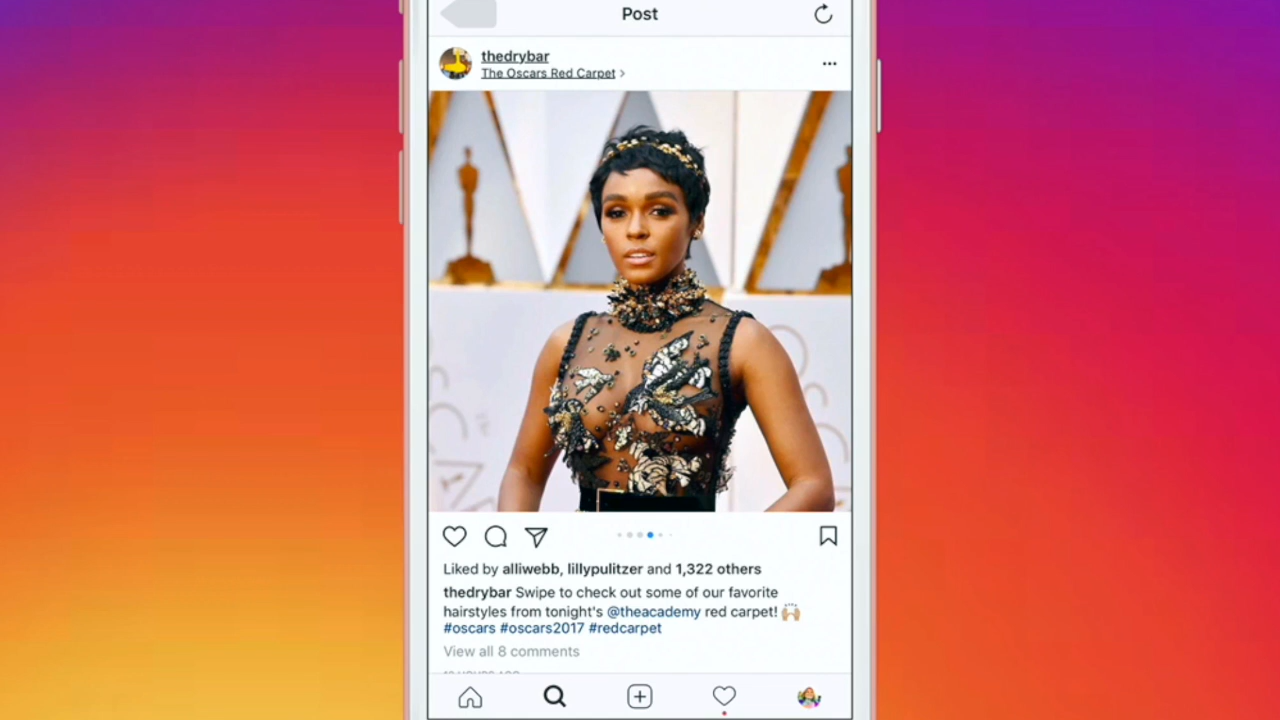 Post
thedrybar
The Oscars Red Carpet >
Liked by alliwebb, lillypulitzer and 1,322 others
thedrybar Swipe to check out some of our favorite
hairstyles from tonight's @theacademy red carpet! 🙌🏼
#oscars #oscars2017 #redcarpet
View all 8 comments